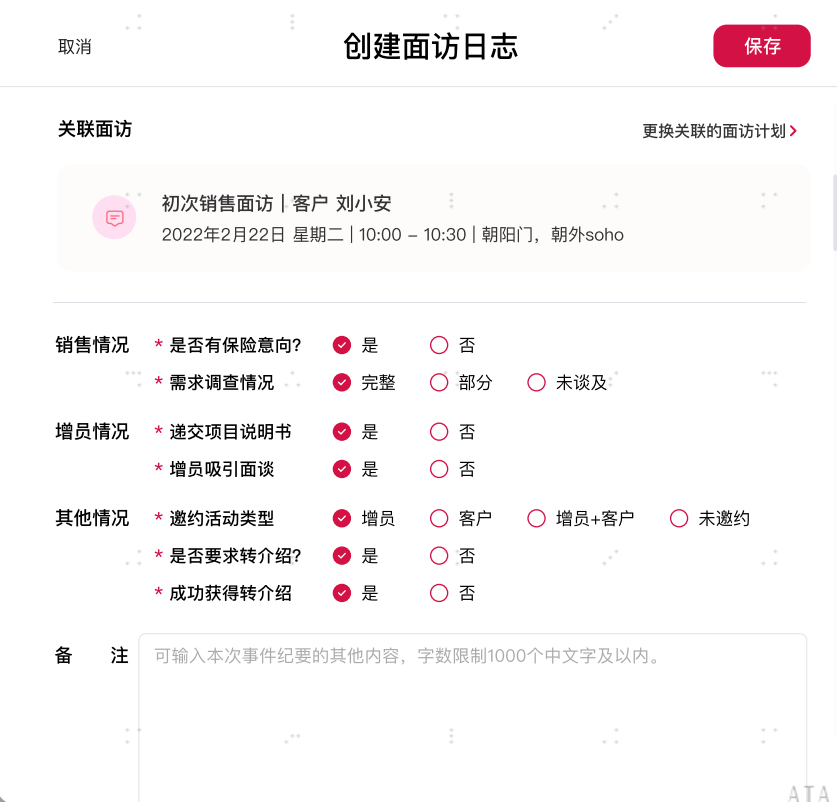 取消
创建面访日志
保存
关联面访
更换关联的面访计划
初次销售面访 | 客户 刘小安
2022年2月22日 星期二 | 10:00 – 10:30 | 朝阳门，朝外soho
销售情况 * 是否有保险意向? 是 否
* 需求调查情况 完整 部分 未谈及
增员情况 * 递交项目说明书 是 否
* 增员吸引面谈 是 否
其他情况 * 邀约活动类型 增员 客户 增员+客户 未邀约
* 是否要求转介绍? 是 否
* 成功获得转介绍 是 否
备 注 可输入本次事件纪要的其他内容，字数限制1000个中文字及以内。
AIA